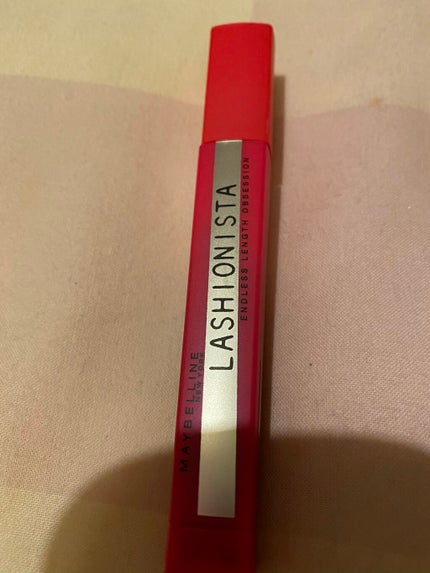 MAYBELLINE
NEW YORK
LASHIONISTA
ENDLESS LENGTH OBSESSION